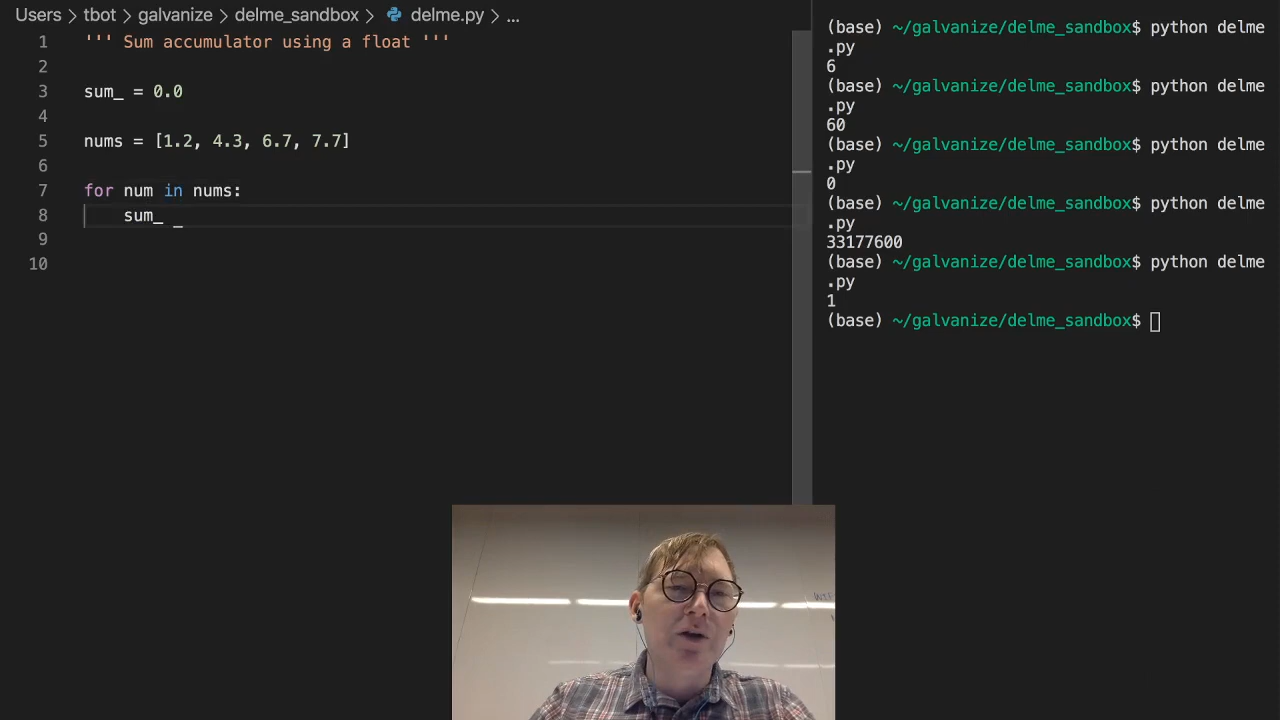 Users > tbot > galvanize > delme_sandbox > delme.py > ...
1 ''' Sum accumulator using a float '''
2
3 sum_ = 0.0
4
5 nums = [1.2, 4.3, 6.7, 7.7]
6
7 for num in nums:
8 sum_ _
9
10
(base) ~/galvanize/delme_sandbox$ python delme
.py
6
(base) ~/galvanize/delme_sandbox$ python delme
.py
60
(base) ~/galvanize/delme_sandbox$ python delme
.py
0
(base) ~/galvanize/delme_sandbox$ python delme
.py
33177600
(base) ~/galvanize/delme_sandbox$ python delme
.py
1
(base) ~/galvanize/delme_sandbox$